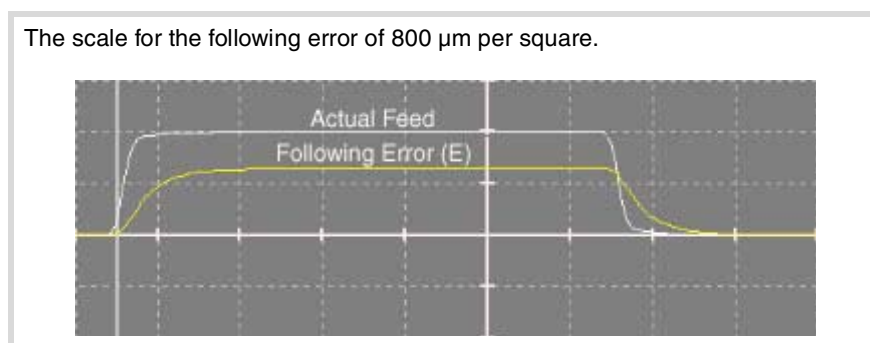 The scale for the following error of 800 µm per square.
Actual Feed
Following Error (E)